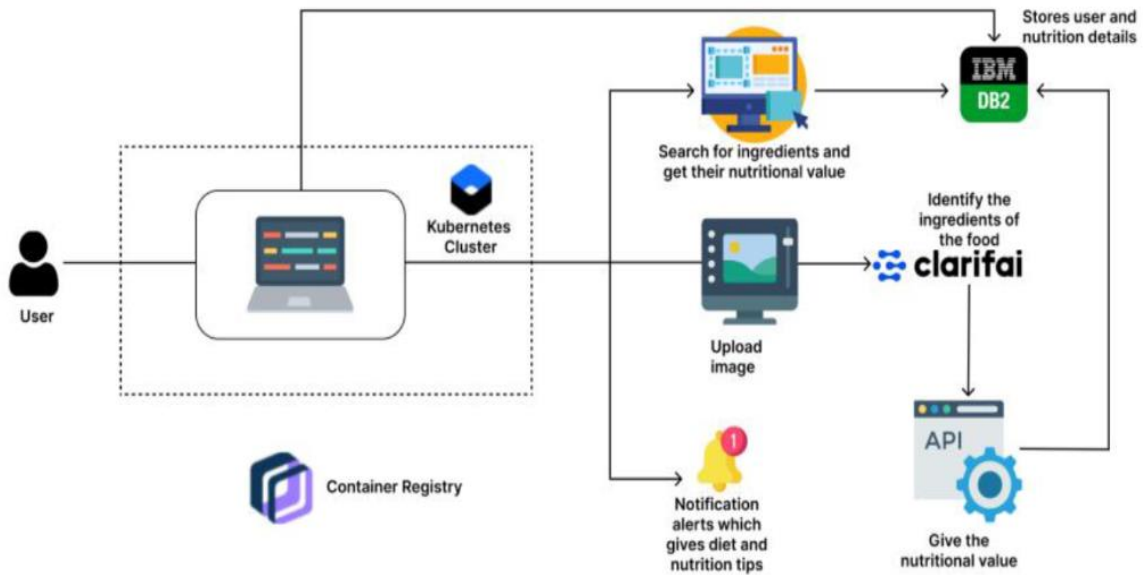 Stores user and
nutrition details
IBM
DB2
Search for ingredients and
get their nutritional value
Kubernetes
Cluster
Identify the
ingredients of
the food
clarifai
User
Upload
image
1
API
Container Registry
Notification
alerts which
gives diet and
nutrition tips
Give the
nutritional value